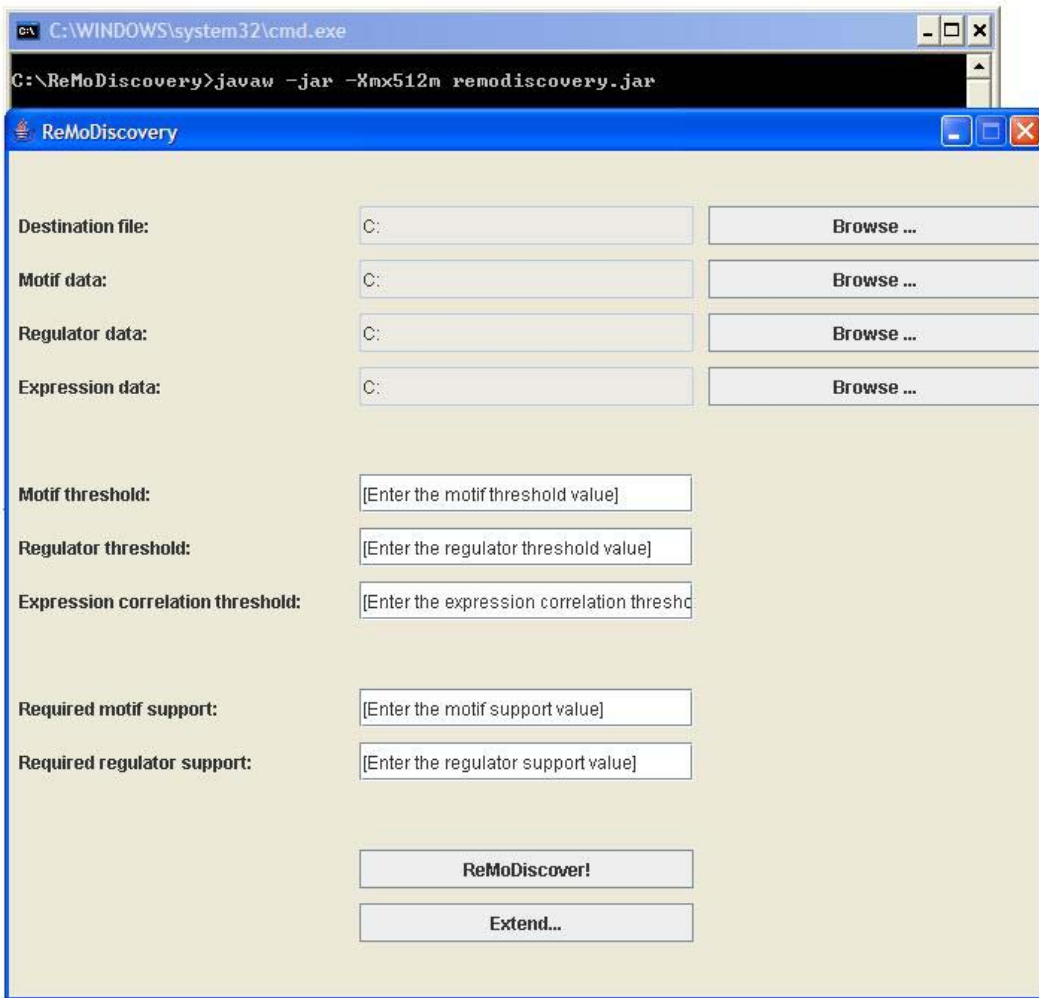 C:\WINDOWS\system32\cmd.exe
C:\ReMoDiscovery>javaw -jar -Xmx512m remodiscovery.jar
ReMoDiscovery
Destination file: C: Browse ...
Motif data: C: Browse ...
Regulator data: C: Browse ...
Expression data: C: Browse ...
Motif threshold: [Enter the motif threshold value]
Regulator threshold: [Enter the regulator threshold value]
Expression correlation threshold: [Enter the expression correlation thresho
Required motif support: [Enter the motif support value]
Required regulator support: [Enter the regulator support value]
ReMoDiscover!
Extend...